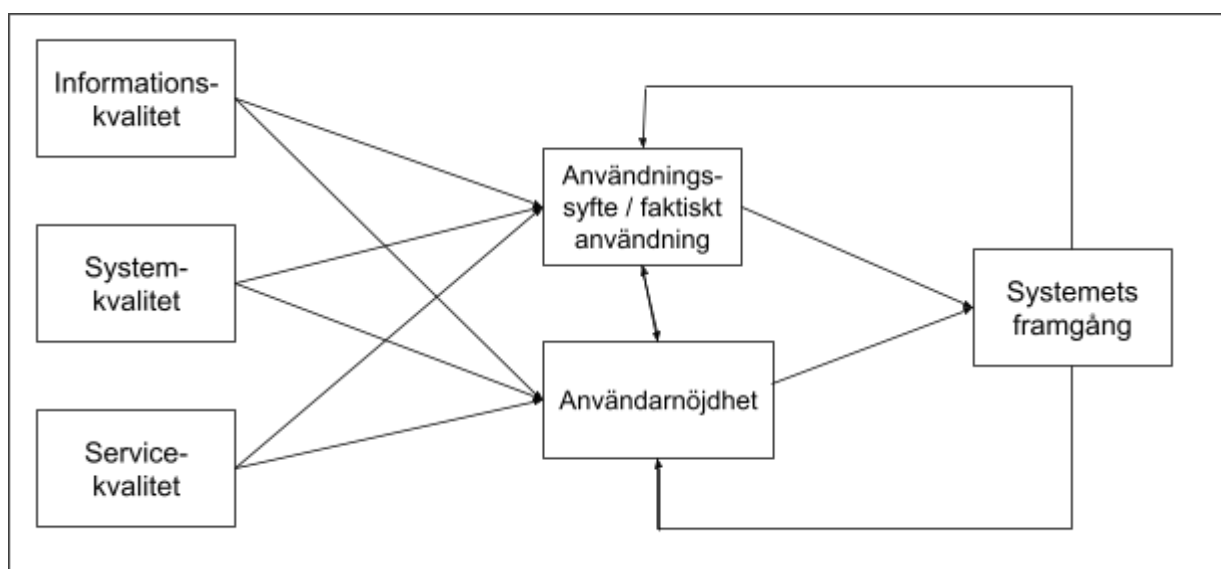 Informations-
kvalitet
System-
kvalitet
Service-
kvalitet
Användnings-
syfte / faktiskt
användning
Användarnöjdhet
Systemets
framgång